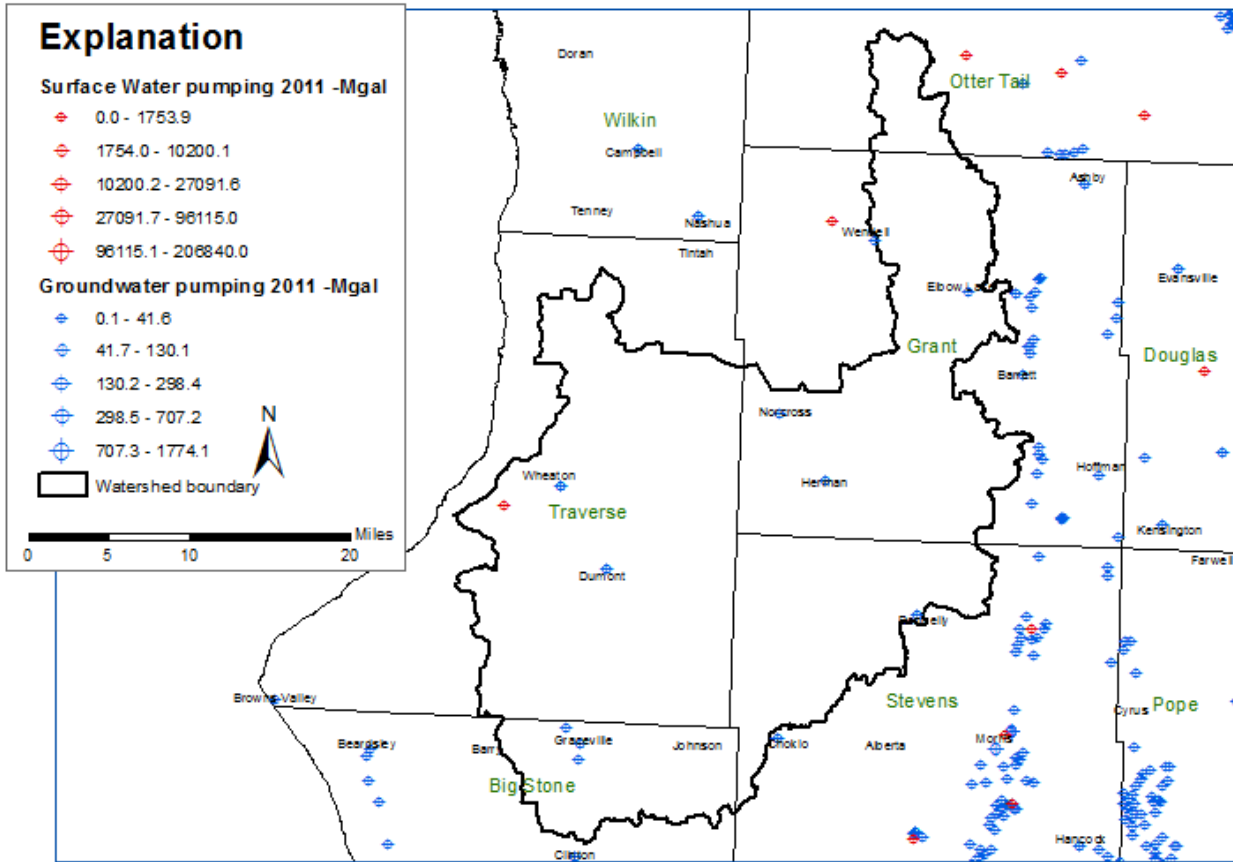 Explanation
Surface Water pumping 2011 -Mgal
0.0 - 1753.9
1754.0 - 10200.1
10200.2 - 27091.6
27091.7 - 96115.0
96115.1 - 206840.0
Groundwater pumping 2011 -Mgal
0.1 - 41.6
41.7 - 130.1
130.2 - 298.4
298.5 - 707.2
707.3 - 1774.1
N
Watershed boundary
Miles
0 5 10 20
Doran
Otter Tail
Wilkin
Campbell
Ashby
Tenney
Nashua
Wendell
Tintah
Evansville
Elbow Lake
Grant
Douglas
Barrett
Norcross
Wheaton
Hoffman
Herman
Traverse
Kensington
Farwell
Dumont
Donnelly
Browns Valley
Stevens
Cyrus
Pope
Beardsley
Barry
Graceville
Johnson
Chokio
Alberta
Morris
Big Stone
Hancock
Clinton